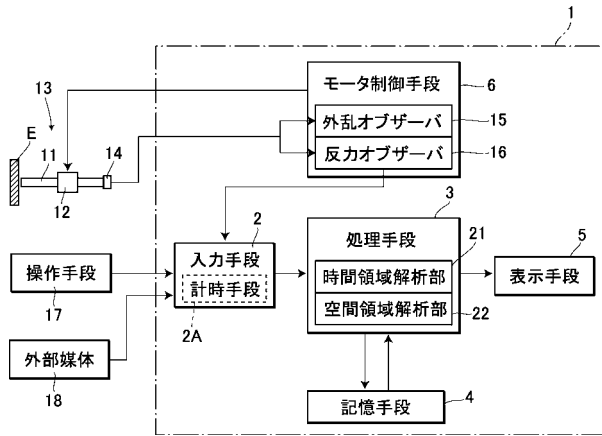 1
モータ制御手段
6
外乱オブザーバ
15
反力オブザーバ
16
13
E
11
12
14
操作手段
17
外部媒体
18
2
入力手段
計時手段
2A
3
処理手段
21
時間領域解析部
空間領域解析部
22
5
表示手段
記憶手段
4